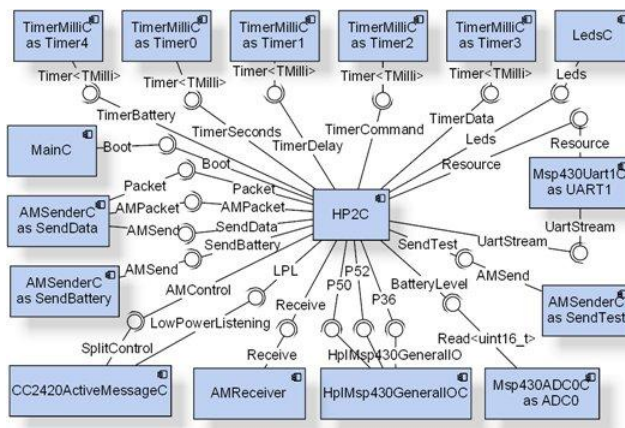 TimerMilliC
as Timer4
TimerMilliC
as Timer0
TimerMilliC
as Timer1
TimerMilliC
as Timer2
TimerMilliC
as Timer3
LedsC
Timer<TMilli>
Timer<TMilli>
Timer<TMilli>
Timer<TMilli>
Timer<TMilli>
Leds
TimerBattery
TimerSeconds
TimerDelay
TimerCommand
TimerData
Leds
Resource
Resource
MainC
Boot
Boot
Msp430Uart1C
as UART1
Packet
Packet
AMSenderC
as SendData
AMPacket
AMPacket
HP2C
AMSend
SendData
UartStream
UartStream
SendBattery
SendTest
AMSenderC
as SendBattery
AMSend
AMControl
LPL
P50
P52
P36
BatteryLevel
AMSend
AMSenderC
as SendTest
Receive
LowPowerListening
SplitControl
Receive
HplMsp430GeneralIO
Read<uint16_t>
CC2420ActiveMessageC
AMReceiver
HplMsp430GeneralIOC
Msp430ADC0C
as ADC0